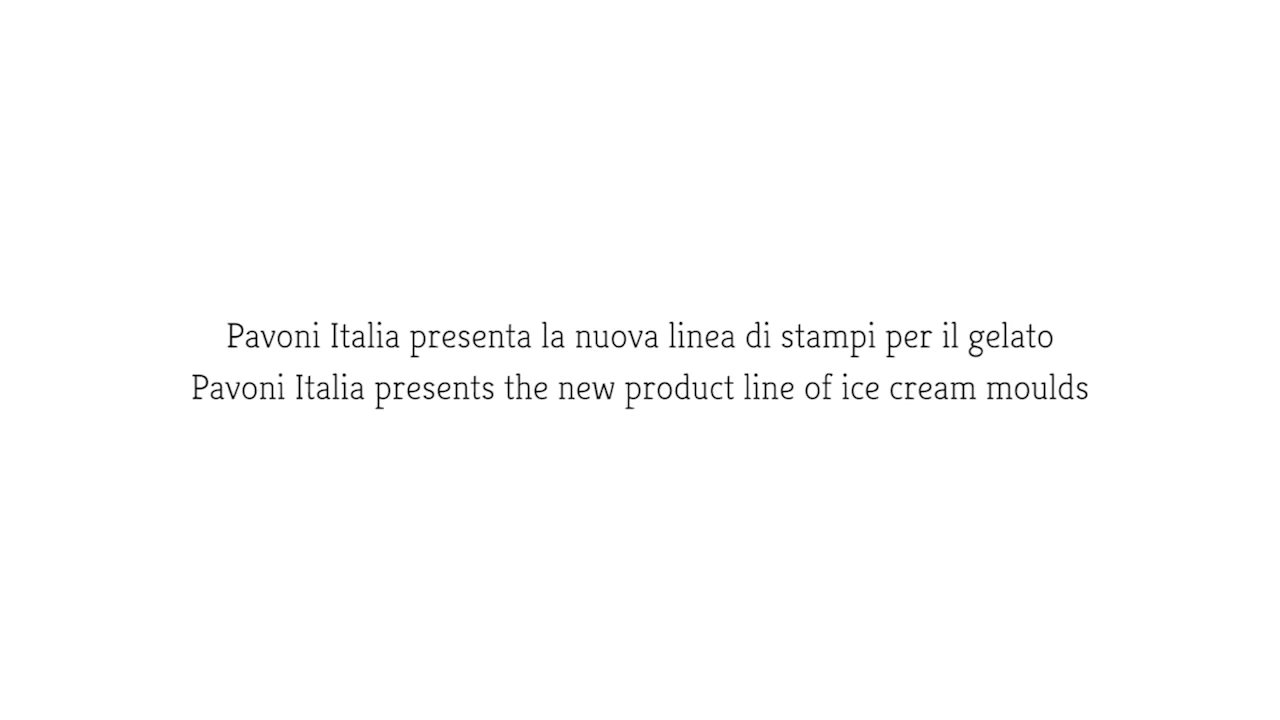 Pavoni Italia presenta la nuova linea di stampi per il gelato
Pavoni Italia presents the new product line of ice cream moulds